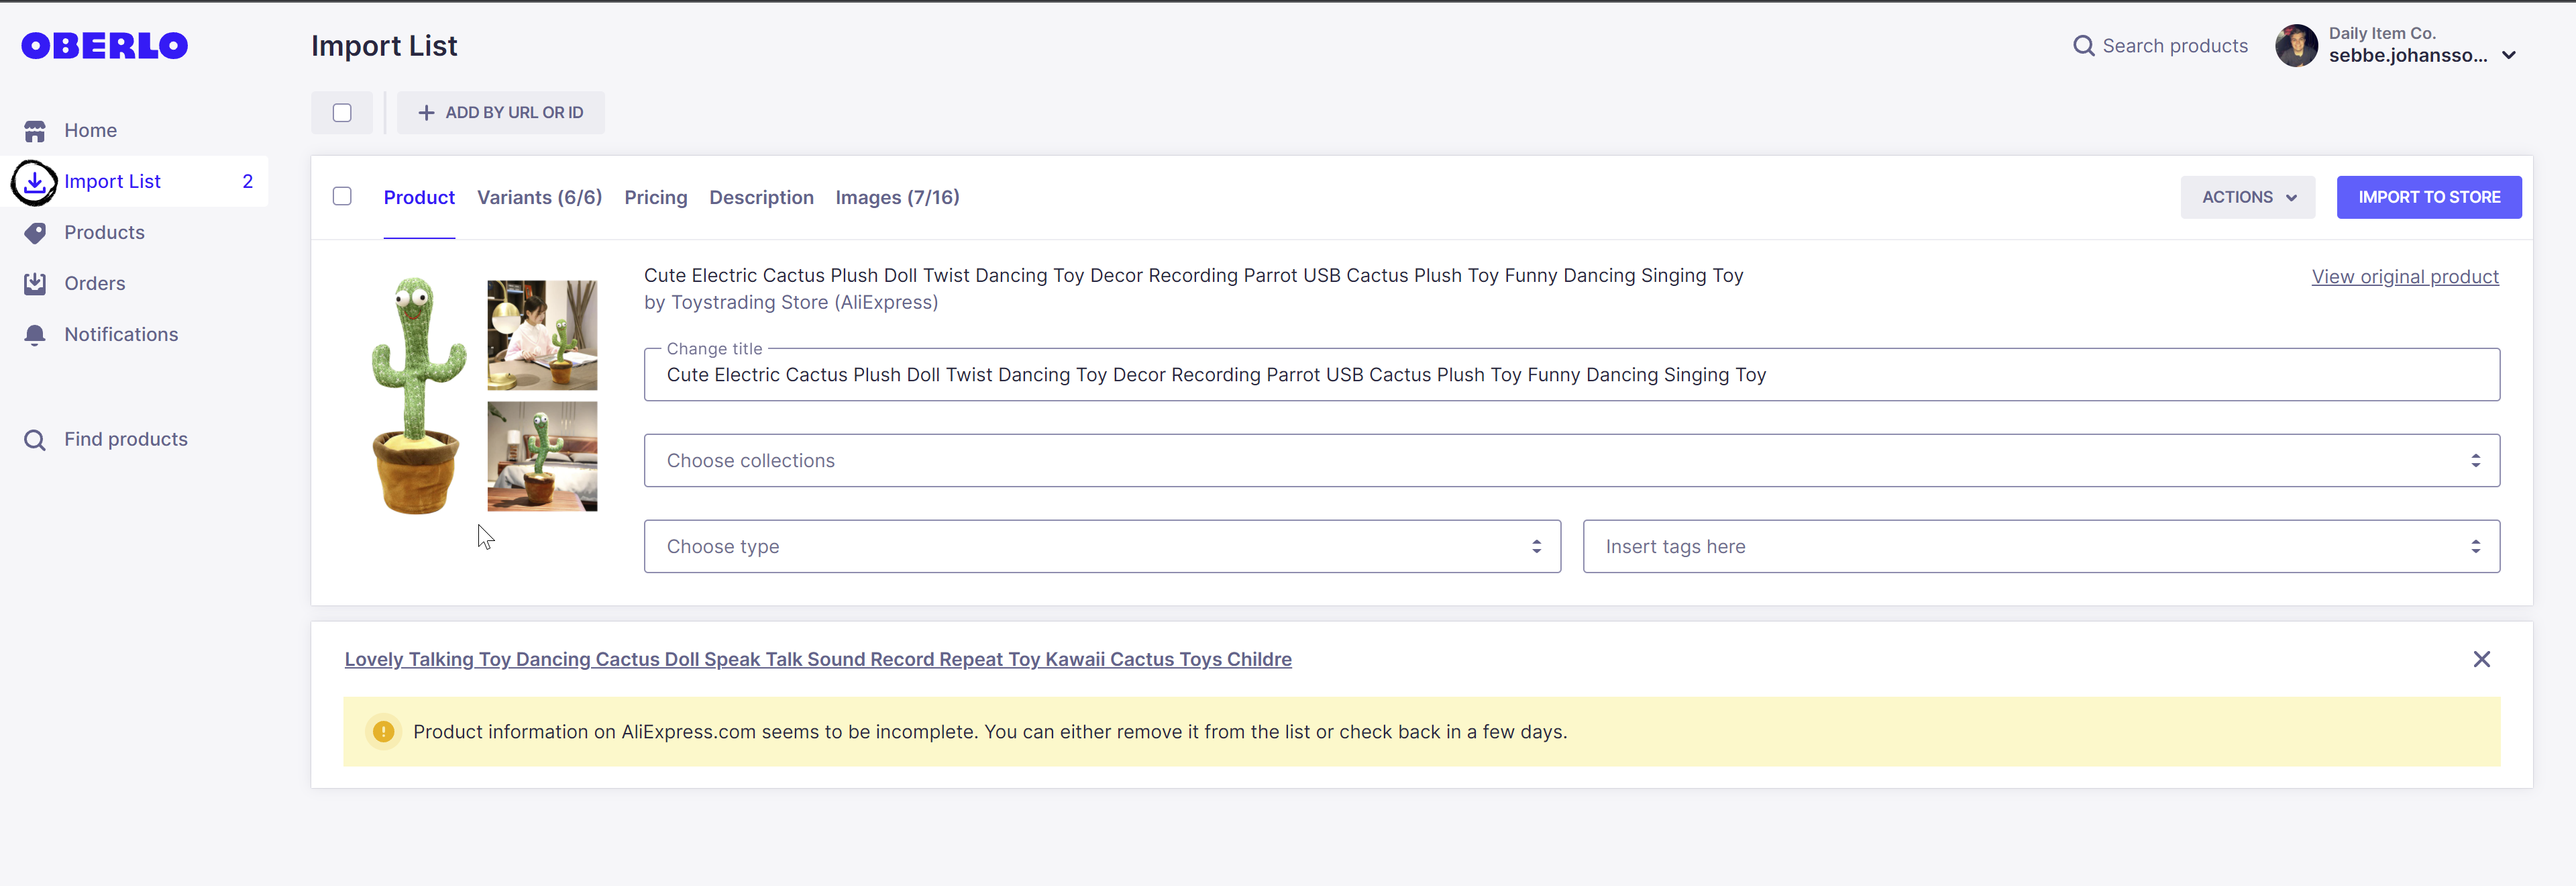 OBERLO
Import List
Search products
Daily Item Co.
sebbe.johansso...
Home
Import List 2
Products
Orders
Notifications
Find products
ADD BY URL OR ID
Product Variants (6/6) Pricing Description Images (7/16)
ACTIONS
IMPORT TO STORE
Cute Electric Cactus Plush Doll Twist Dancing Toy Decor Recording Parrot USB Cactus Plush Toy Funny Dancing Singing Toy
by Toystrading Store (AliExpress)
View original product
Change title
Cute Electric Cactus Plush Doll Twist Dancing Toy Decor Recording Parrot USB Cactus Plush Toy Funny Dancing Singing Toy
Choose collections
Choose type
Insert tags here
Lovely Talking Toy Dancing Cactus Doll Speak Talk Sound Record Repeat Toy Kawaii Cactus Toys Childre
Product information on AliExpress.com seems to be incomplete. You can either remove it from the list or check back in a few days.